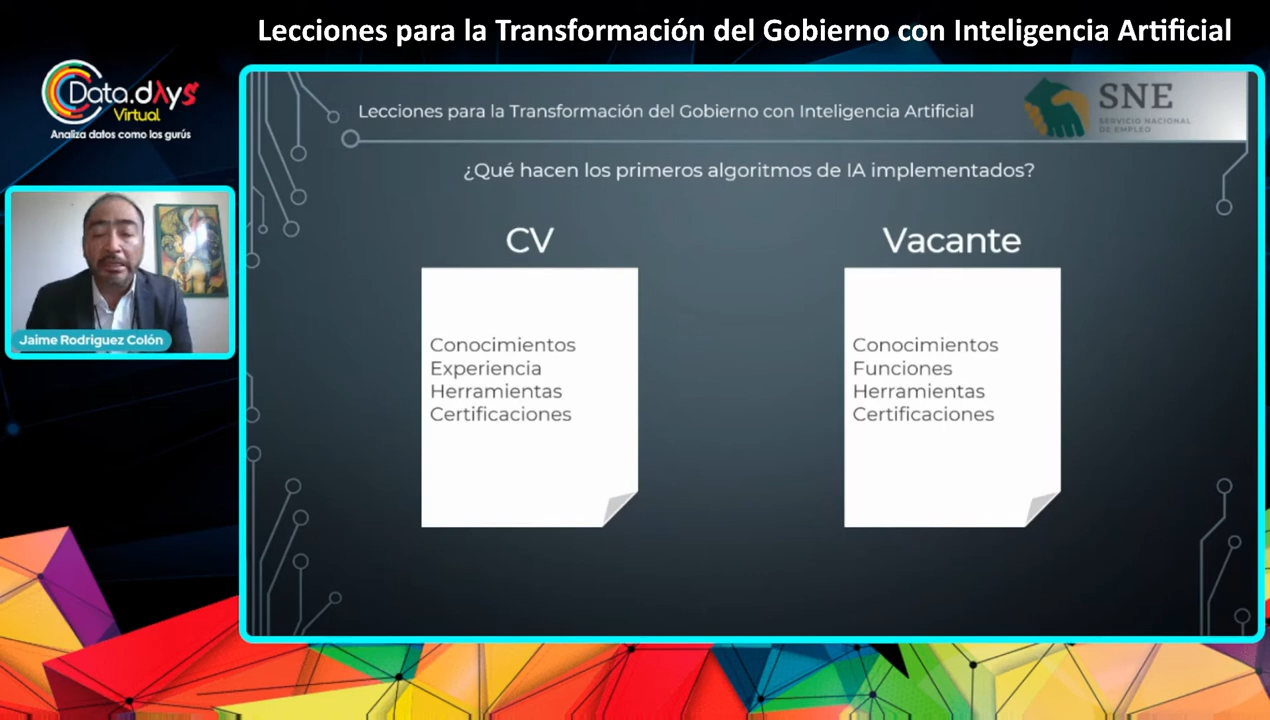 Lecciones para la Transformación del Gobierno con Inteligencia Artificial
Data.dAys
Virtual
Analiza datos como los gurús
Jaime Rodriguez Colón
Lecciones para la Transformación del Gobierno con Inteligencia Artificial
SNE
SERVICIO NACIONAL
DE EMPLEO
¿Qué hacen los primeros algoritmos de IA implementados?
CV
Conocimientos
Experiencia
Herramientas
Certificaciones
Vacante
Conocimientos
Funciones
Herramientas
Certificaciones